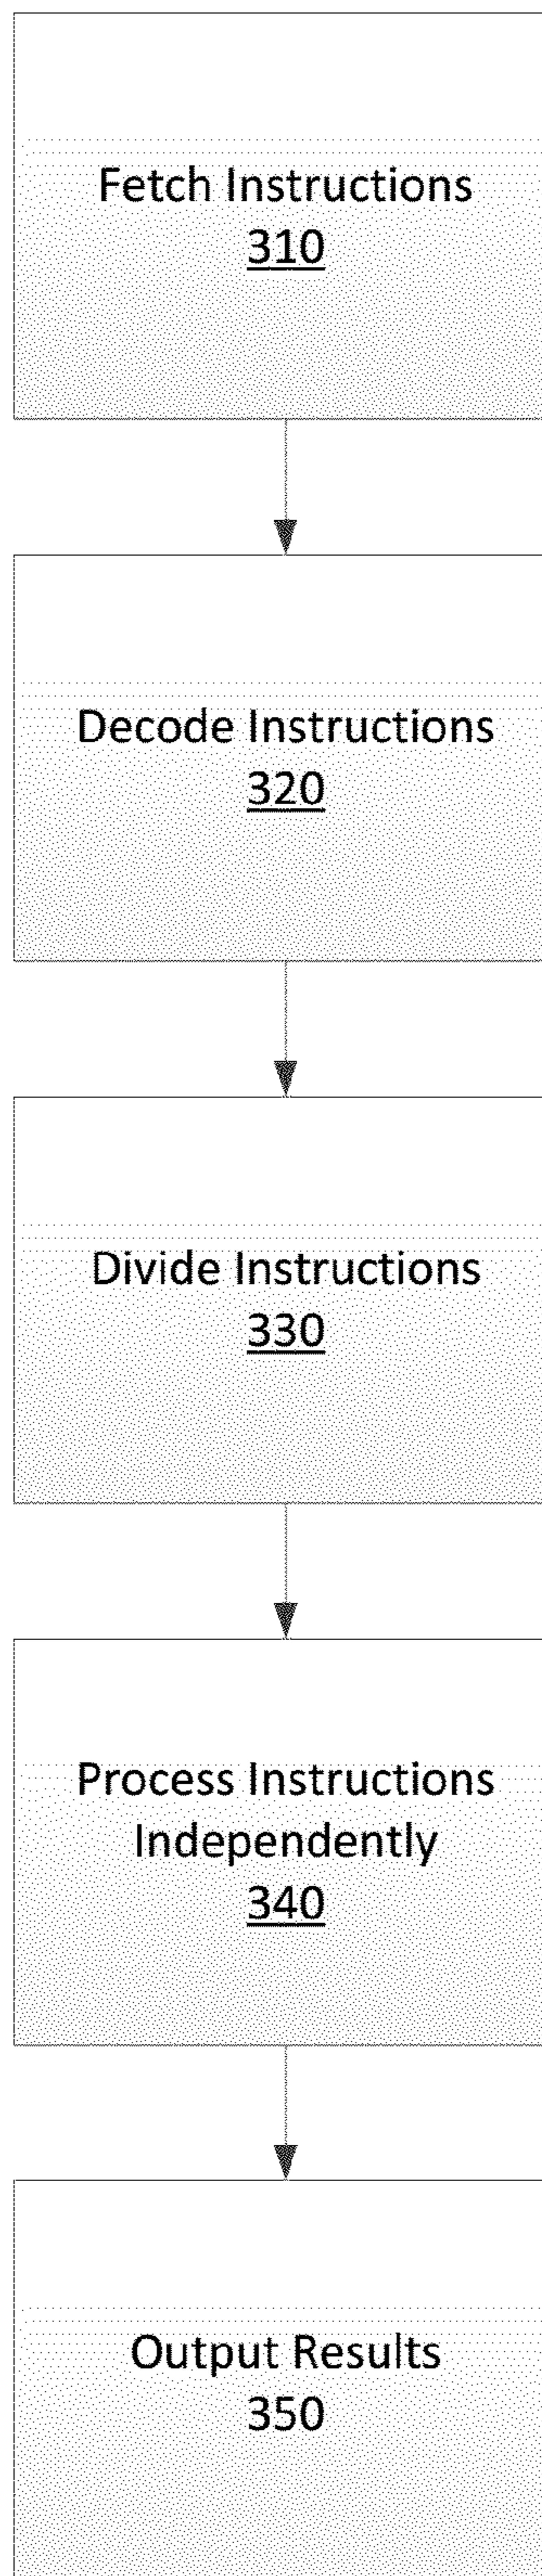 Fetch Instructions
310
Decode Instructions
320
Divide Instructions
330
Process Instructions
Independently
340
Output Results
350